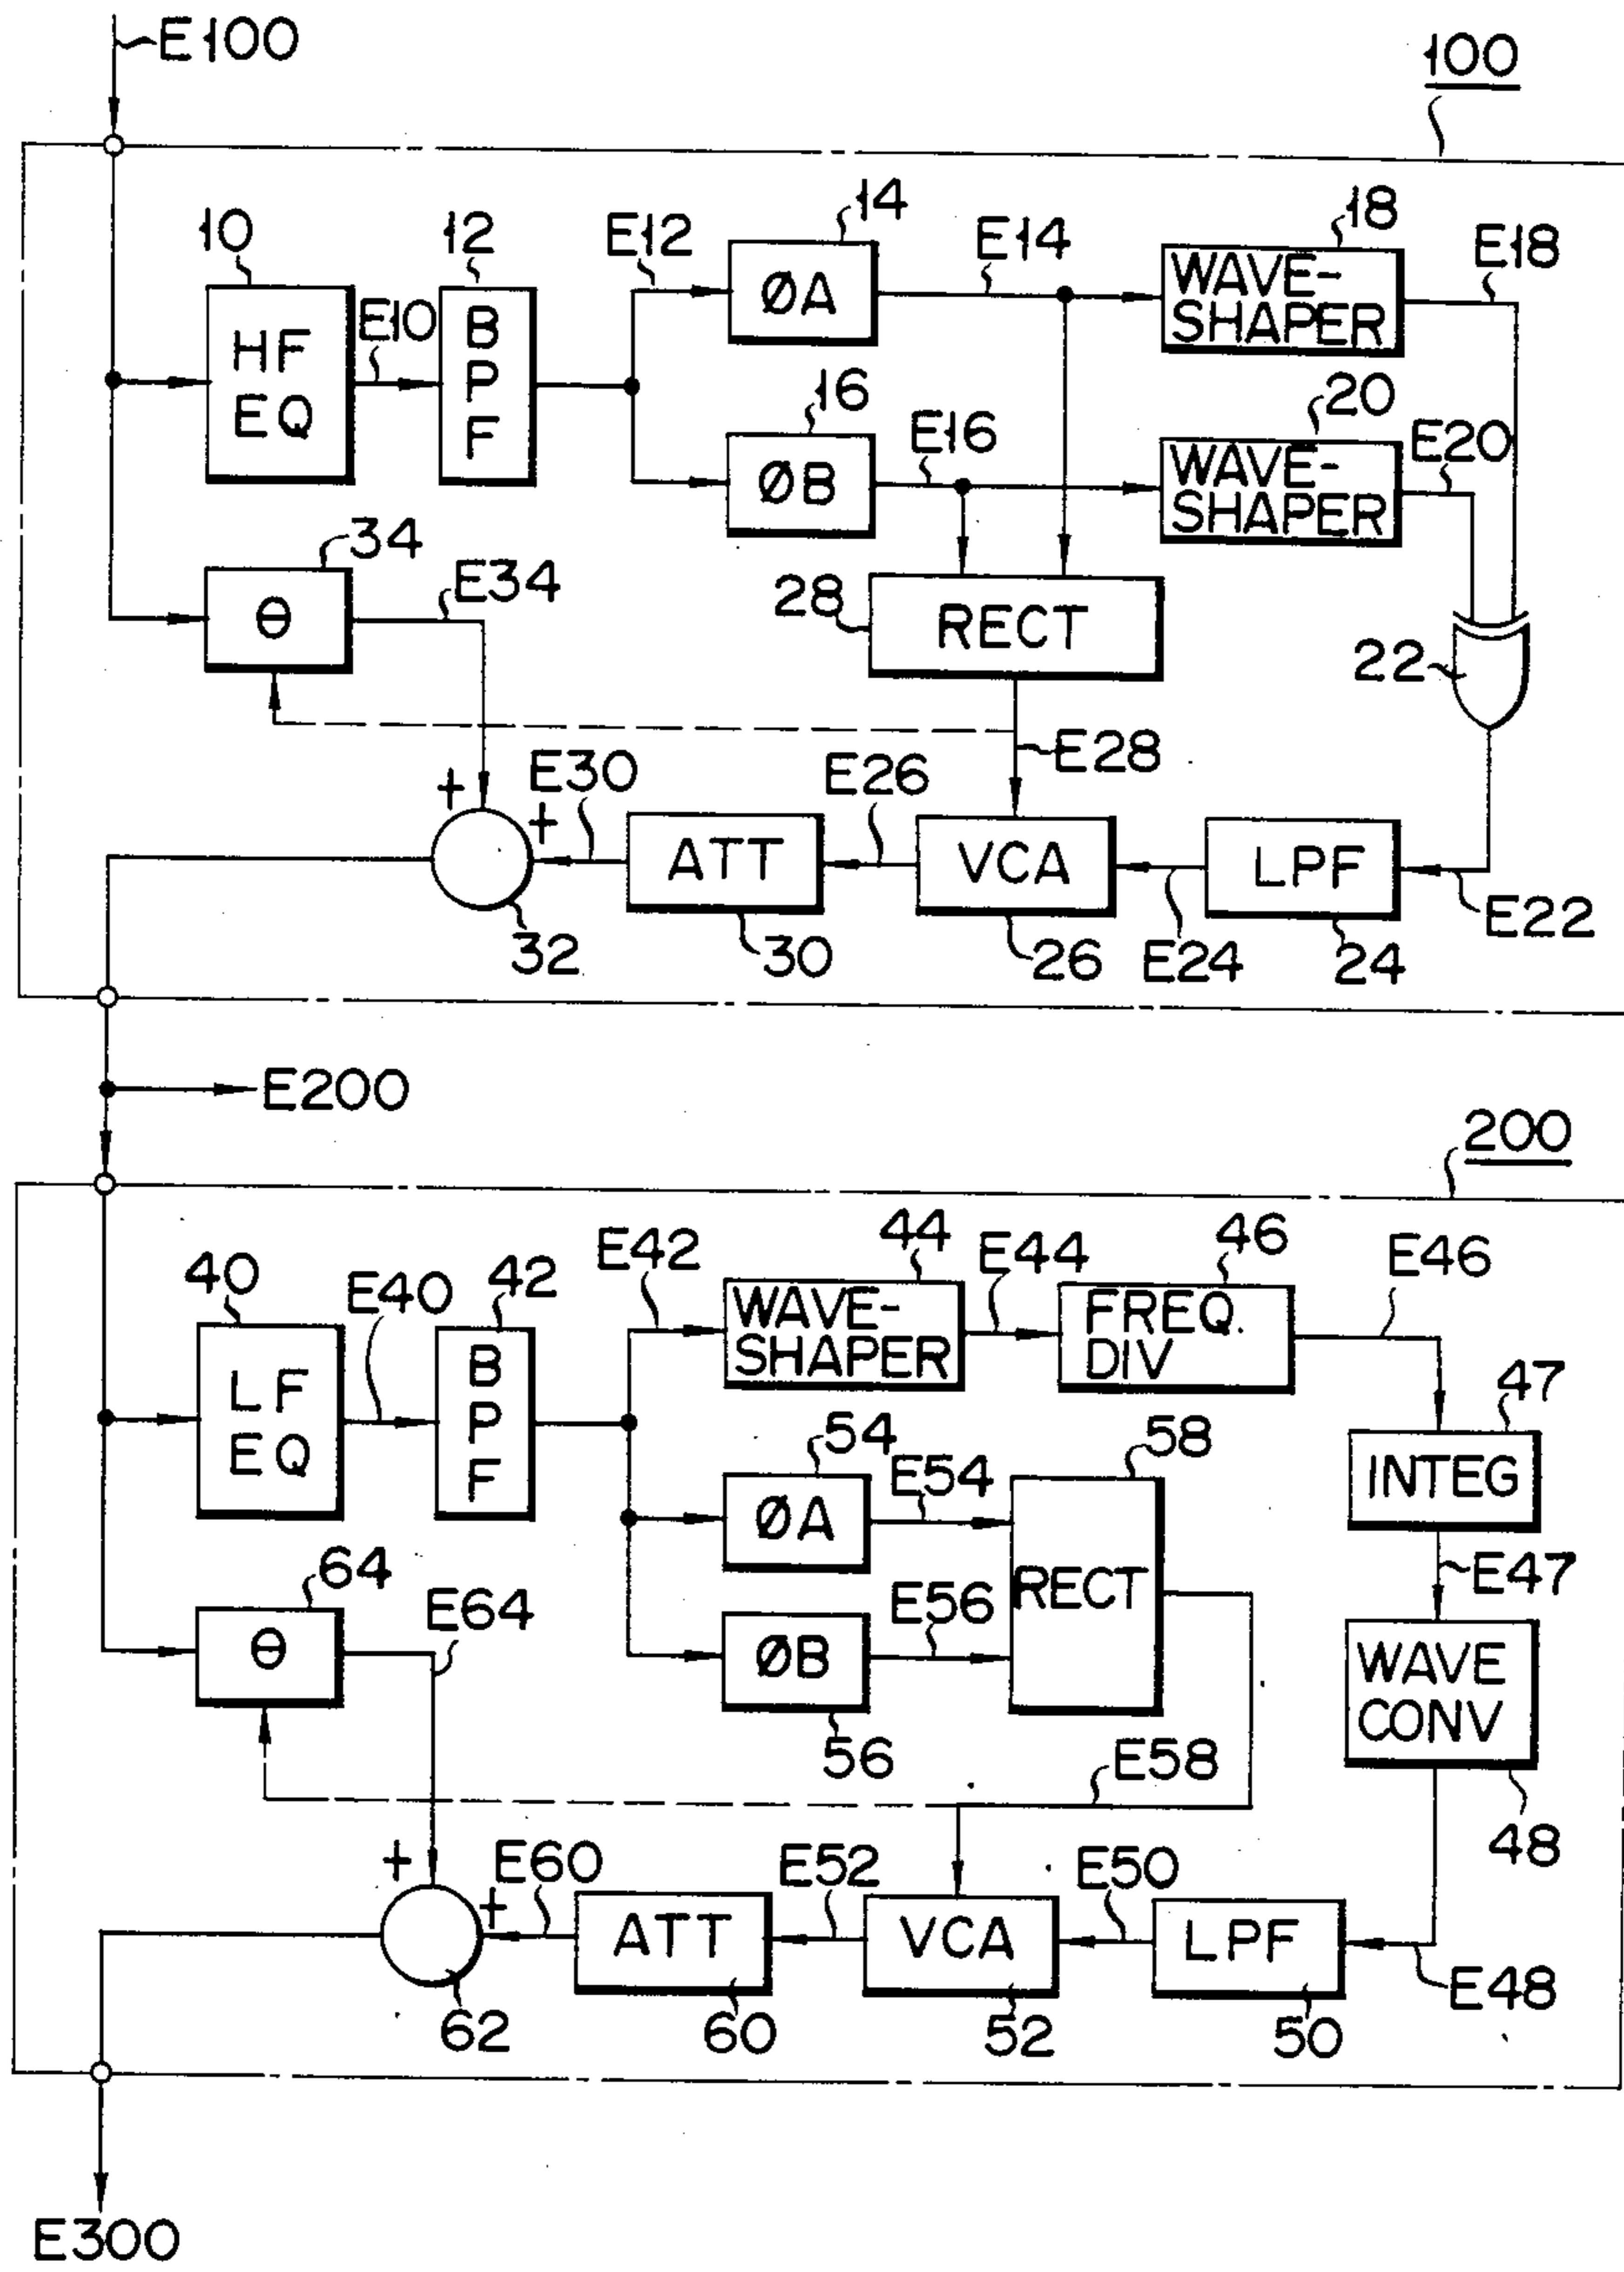 E100
100
10
HF
EQ
E10
12
B
P
F
E12
14
ØA
E14
18
WAVE-
SHAPER
E18
16
ØB
E16
20
WAVE-
SHAPER
E20
34
θ
E34
28
RECT
22
E28
+
+
E30
E26
ATT
VCA
LPF
32
30
26
E24
24
E22
E200
200
40
LF
EQ
E40
42
B
P
F
E42
44
WAVE-
SHAPER
E44
46
FREQ.
DIV
E46
47
INTEG
54
ØA
E54
58
RECT
E47
64
θ
E64
ØB
E56
56
WAVE
CONV
48
E58
+
+
E60
E52
E50
ATT
VCA
LPF
E48
62
60
52
50
E300